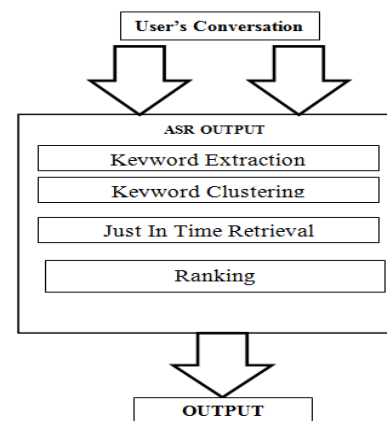 User's Conversation
ASR OUTPUT
Keyword Extraction
Keyword Clustering
Just In Time Retrieval
Ranking
OUTPUT